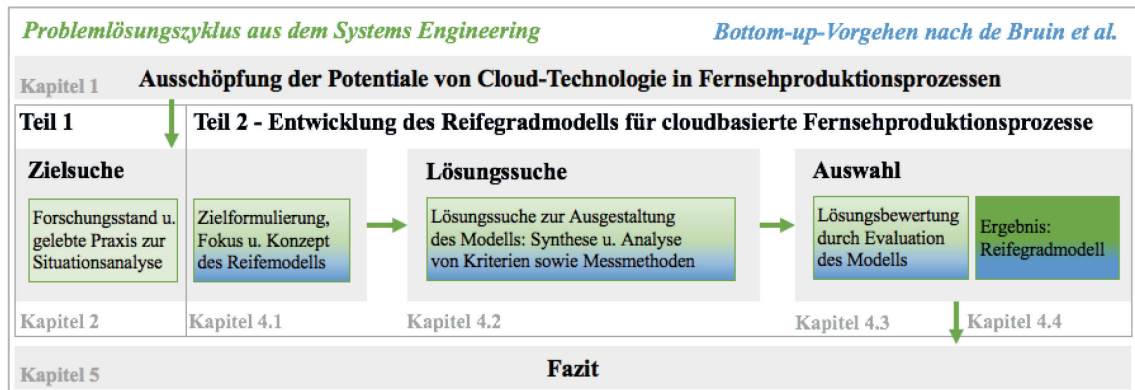 Problemlösungszyklus aus dem Systems Engineering
Bottom-up-Vorgehen nach de Bruin et al.
Kapitel 1
Ausschöpfung der Potentiale von Cloud-Technologie in Fernsehproduktionsprozessen
Teil 1
Teil 2 - Entwicklung des Reifegradmodells für cloudbasierte Fernsehproduktionsprozesse
Zielsuche
Forschungsstand u.
gelebte Praxis zur
Situationsanalyse
Zielformulierung,
Fokus u. Konzept
des Reifemodells
Lösungssuche
Lösungssuche zur Ausgestaltung
des Modells: Synthese u. Analyse
von Kriterien sowie Messmethoden
Auswahl
Lösungsbewertung
durch Evaluation
des Modells
Ergebnis:
Reifegradmodell
Kapitel 2
Kapitel 4.1
Kapitel 4.2
Kapitel 4.3
Kapitel 4.4
Kapitel 5
Fazit